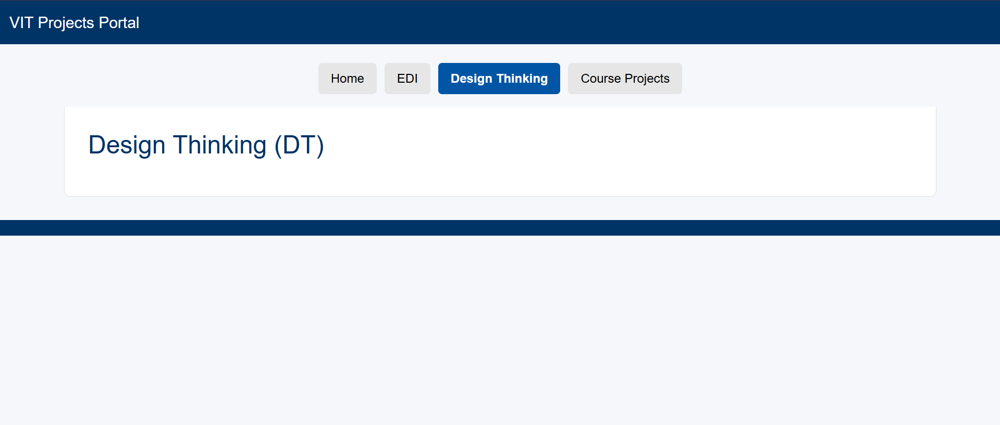 VIT Projects Portal
Home EDI Design Thinking Course Projects
Design Thinking (DT)